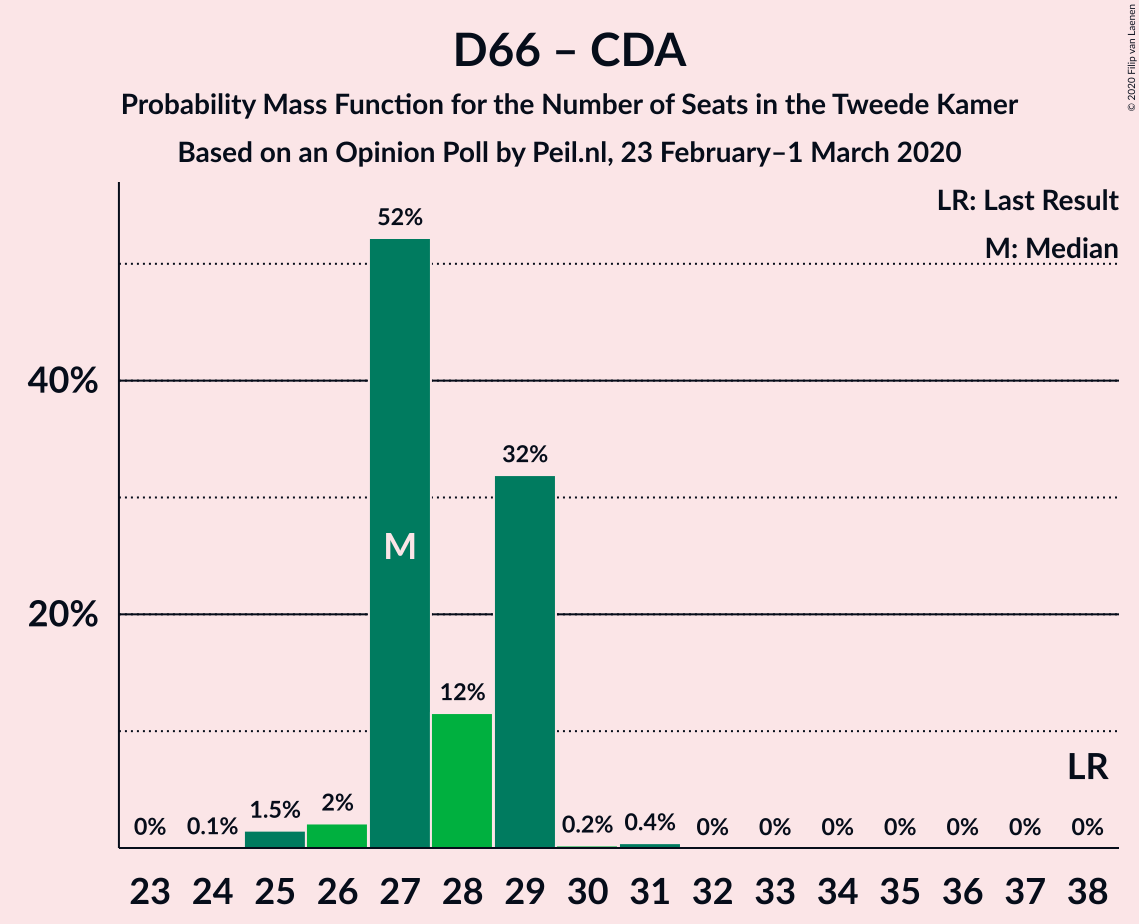 D66 – CDA
Probability Mass Function for the Number of Seats in the Tweede Kamer
Based on an Opinion Poll by Peil.nl, 23 February–1 March 2020
© 2020 Filip van Laenen
LR: Last Result
M: Median
52%
40%
32%
M
20%
12%
LR
0% 0.1% 1.5% 2% 0.2% 0.4% 0% 0% 0% 0% 0% 0% 0%
23 24 25 26 27 28 29 30 31 32 33 34 35 36 37 38